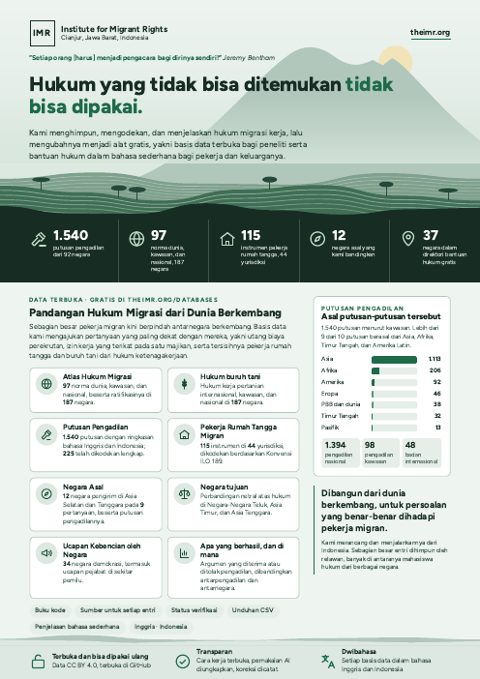 IMR
Institute for Migrant Rights
Cianjur, Jawa Barat, Indonesia
theimr.org
"Setiap orang [harus] menjadi pengacara bagi dirinya sendiri!" Jeremy Bentham
Hukum yang tidak bisa ditemukan tidak
bisa dipakai.
Kami menghimpun, mengodekan, dan menjelaskan hukum migrasi kerja, lalu
mengubahnya menjadi alat gratis, yakni basis data terbuka bagi peneliti serta
bantuan hukum dalam bahasa sederhana bagi pekerja dan keluarganya.
1.540
putusan pengadilan
dari 92 negara
97
norma dunia,
kawasan, dan
nasional, 187
negara
115
instrumen pekerja
rumah tangga, 44
yurisdiksi
12
negara asal yang
kami bandingkan
37
negara dalam
direktori bantuan
hukum gratis
DATA TERBUKA · GRATIS DI THEIMR.ORG/DATABASES
Pandangan Hukum Migrasi dari Dunia Berkembang
Sebagian besar pekerja migran kini berpindah antarnegara berkembang. Basis data
kami mengajukan pertanyaan yang paling dekat dengan mereka, yakni utang biaya
perekrutan, izin kerja yang terikat pada satu majikan, serta tersisihnya pekerja rumah
tangga dan buruh tani dari hukum ketenagakerjaan.
Atlas Hukum Migrasi
97 norma dunia, kawasan, dan
nasional, beserta ratifikasinya di
187 negara.
Hukum buruh tani
Hukum kerja pertanian
internasional, kawasan, dan
nasional di 187 negara.
Putusan Pengadilan
1.540 putusan dengan ringkasan
bahasa Inggris dan Indonesia;
225 telah dikodekan lengkap.
Pekerja Rumah Tangga
Migran
115 instrumen di 44 yurisdiksi,
dikodekan berdasarkan Konvensi
ILO 189.
Negara Asal
12 negara pengirim di Asia
Selatan dan Tenggara pada 9
pertanyaan, beserta putusan
pengadilannya.
Negara tujuan
Perbandingan netral atas hukum
di Negara-Negara Teluk, Asia
Timur, dan Asia Tenggara.
Ucapan Kebencian oleh
Negara
34 negara demokrasi, termasuk
ucapan pejabat di sekitar
pemilu.
Apa yang berhasil, dan di
mana
Argumen yang diterima atau
ditolak pengadilan, dibandingkan
antarpengadilan dan
antarnegara.
Buku kode
Sumber untuk setiap entri
Status verifikasi
Unduhan CSV
Penjelasan bahasa sederhana
Inggris · Indonesia
PUTUSAN PENGADILAN
Asal putusan-putusan tersebut
1.540 putusan menurut kawasan. Lebih dari
9 dari 10 putusan berasal dari Asia, Afrika,
Timur Tengah, dan Amerika Latin.
Asia 1.113
Afrika 206
Amerika 92
Eropa 46
PBB dan dunia 38
Timur Tengah 32
Pasifik 13
1.394
pengadilan
nasional
98
pengadilan
kawasan
48
badan
internasional
Dibangun dari dunia
berkembang, untuk persoalan
yang benar-benar dihadapi
pekerja migran.
Kami merancang dan menjalankannya dari
Indonesia. Sebagian besar entri dihimpun oleh
relawan, banyak di antaranya mahasiswa
hukum dari berbagai negara.
Terbuka dan bisa dipakai ulang
Data CC BY 4.0, terbuka di GitHub
Transparan
Cara kerja terbuka, pemakaian AI
diungkapkan, koreksi dicatat
Dwibahasa
Setiap basis data dalam bahasa
Inggris dan Indonesia